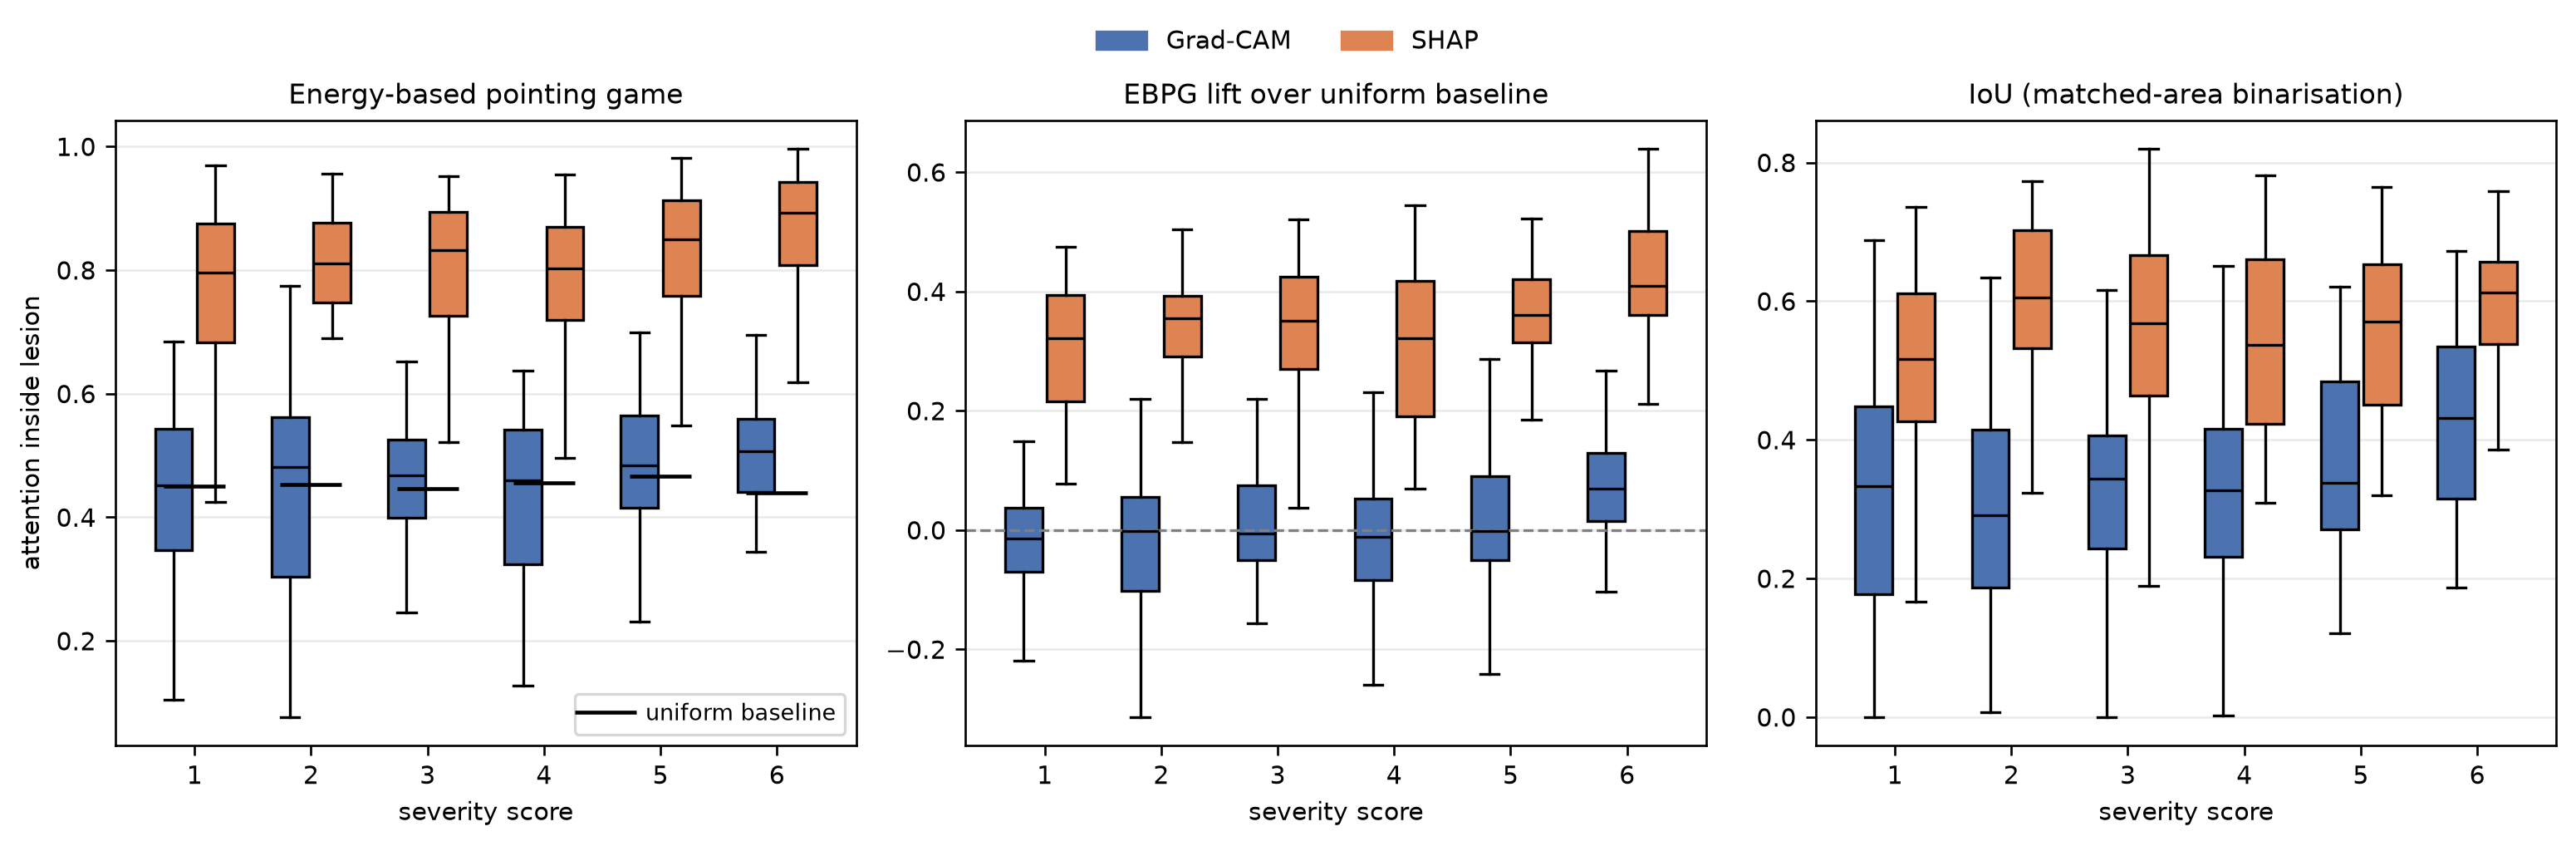 Grad-CAM SHAP
Energy-based pointing game
attention inside lesion
1.0
0.8
0.6
0.4
0.2
uniform baseline
1 2 3 4 5 6
severity score
EBPG lift over uniform baseline
0.6
0.4
0.2
0.0
−0.2
1 2 3 4 5 6
severity score
IoU (matched-area binarisation)
0.8
0.6
0.4
0.2
0.0
1 2 3 4 5 6
severity score